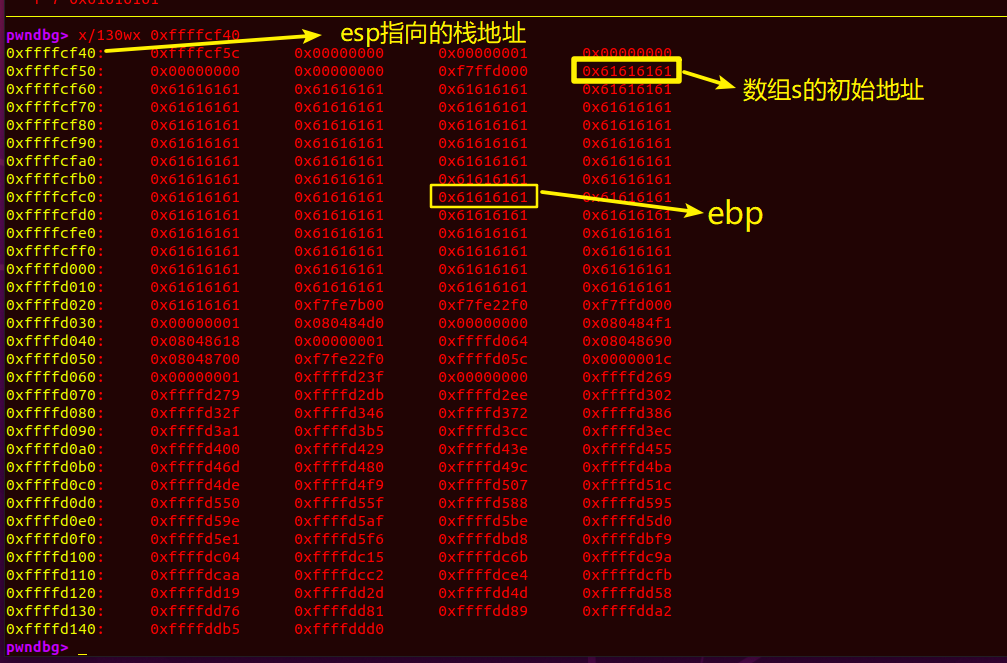 pwndbg> x/130wx 0xffffcf40 esp指向的栈地址
0xffffcf40: 0xffffcf5c 0x00000000 0x00000001 0x00000000
0xffffcf50: 0x00000000 0x00000000 0xf7ffd000 0x61616161
数组s的初始地址
0xffffcf60: 0x61616161 0x61616161 0x61616161 0x61616161
0xffffcf70: 0x61616161 0x61616161 0x61616161 0x61616161
0xffffcf80: 0x61616161 0x61616161 0x61616161 0x61616161
0xffffcf90: 0x61616161 0x61616161 0x61616161 0x61616161
0xffffcfa0: 0x61616161 0x61616161 0x61616161 0x61616161
0xffffcfb0: 0x61616161 0x61616161 0x61616161 0x61616161
0xffffcfc0: 0x61616161 0x61616161 0x61616161 0x61616161
ebp
0xffffcfd0: 0x61616161 0x61616161 0x61616161 0x61616161
0xffffcfe0: 0x61616161 0x61616161 0x61616161 0x61616161
0xffffcff0: 0x61616161 0x61616161 0x61616161 0x61616161
0xffffd000: 0x61616161 0x61616161 0x61616161 0x61616161
0xffffd010: 0x61616161 0x61616161 0x61616161 0x61616161
0xffffd020: 0x61616161 0xf7fe7b00 0xf7fe22f0 0xf7ffd000
0xffffd030: 0x00000001 0x080484d0 0x00000000 0x080484f1
0xffffd040: 0x08048618 0x00000001 0xffffd064 0x08048690
0xffffd050: 0x08048700 0xf7fe22f0 0xffffd05c 0x0000001c
0xffffd060: 0x00000001 0xffffd23f 0x00000000 0xffffd269
0xffffd070: 0xffffd279 0xffffd2db 0xffffd2ee 0xffffd302
0xffffd080: 0xffffd32f 0xffffd346 0xffffd372 0xffffd386
0xffffd090: 0xffffd3a1 0xffffd3b5 0xffffd3cc 0xffffd3ec
0xffffd0a0: 0xffffd400 0xffffd429 0xffffd43e 0xffffd455
0xffffd0b0: 0xffffd46d 0xffffd480 0xffffd49c 0xffffd4ba
0xffffd0c0: 0xffffd4de 0xffffd4f9 0xffffd507 0xffffd51c
0xffffd0d0: 0xffffd550 0xffffd55f 0xffffd588 0xffffd595
0xffffd0e0: 0xffffd59e 0xffffd5af 0xffffd5be 0xffffd5d0
0xffffd0f0: 0xffffd5e1 0xffffd5f6 0xffffdbd8 0xffffdbf9
0xffffd100: 0xffffdc04 0xffffdc15 0xffffdc6b 0xffffdc9a
0xffffd110: 0xffffdcaa 0xffffdcc2 0xffffdce4 0xffffdcfb
0xffffd120: 0xffffdd19 0xffffdd2d 0xffffdd4d 0xffffdd58
0xffffd130: 0xffffdd76 0xffffdd81 0xffffdd89 0xffffdda2
0xffffd140: 0xffffddb5 0xffffddd0
pwndbg> _